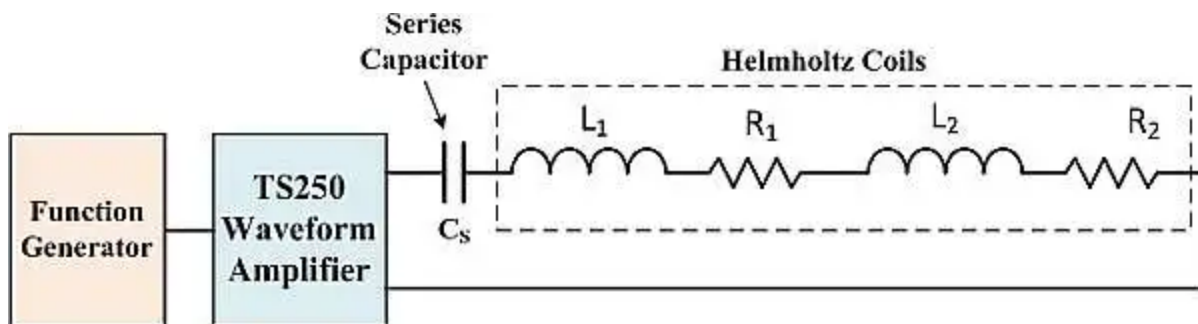 Series
Capacitor
Helmholtz Coils
L1
R1
L2
R2
Function
Generator
TS250
Waveform
Amplifier
CS